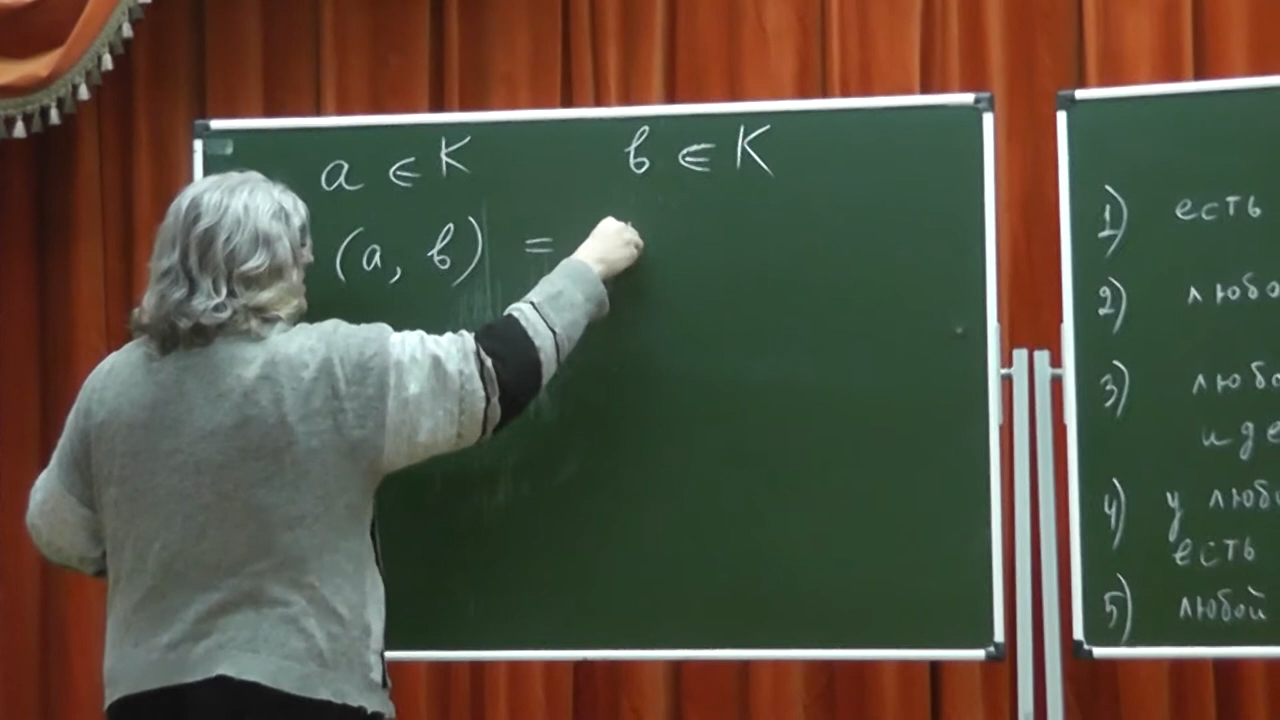 a ∈ K в ∈ K
(a, в) =
1) есть
2) любо
3) любо
иде
4) у любо
есть
5) любой